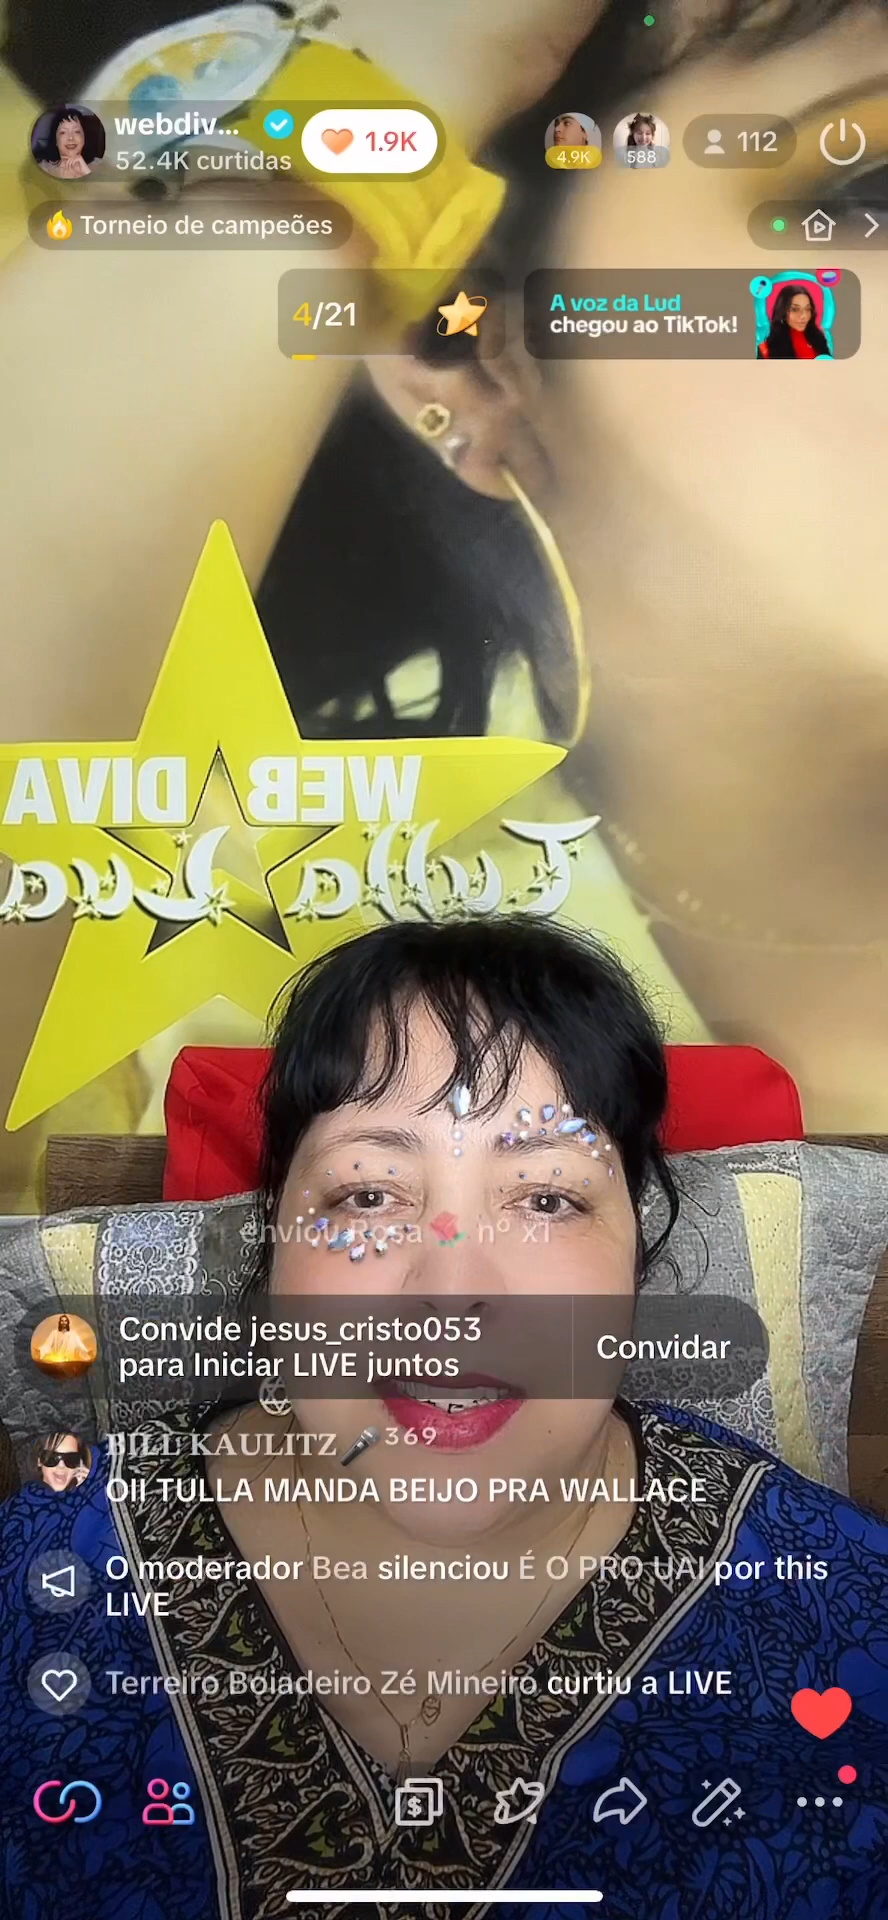 webdiv...
52.4K curtidas
1.9K
4.9K
588
112
Torneio de campeões
4/21
A voz da Lud
chegou ao TikTok!
WEB DIVA
Tulla Luana
enviou Rosa nº x1
Convide jesus_cristo053
para Iniciar LIVE juntos
Convidar
BILL KAULITZ 369
OII TULLA MANDA BEIJO PRA WALLACE
O moderador Bea silenciou É O PRO UAI por this
LIVE
Terreiro Boiadeiro Zé Mineiro curtiu a LIVE